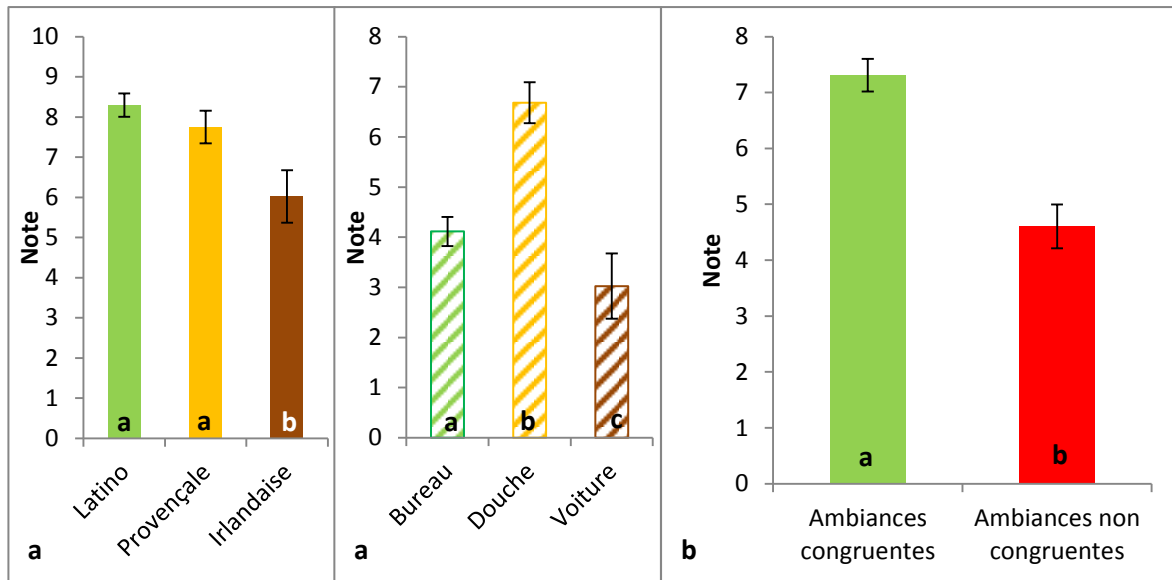 10
9
8
7
6
5
4
3
2
1
0
Note
a
a
b
Latino
Provençale
Irlandaise
a
8
7
6
5
4
3
2
1
0
Note
a
b
c
Bureau
Douche
Voiture
a
8
7
6
5
4
3
2
1
0
Note
a
b
Ambiances
congruentes
Ambiances non
congruentes
b